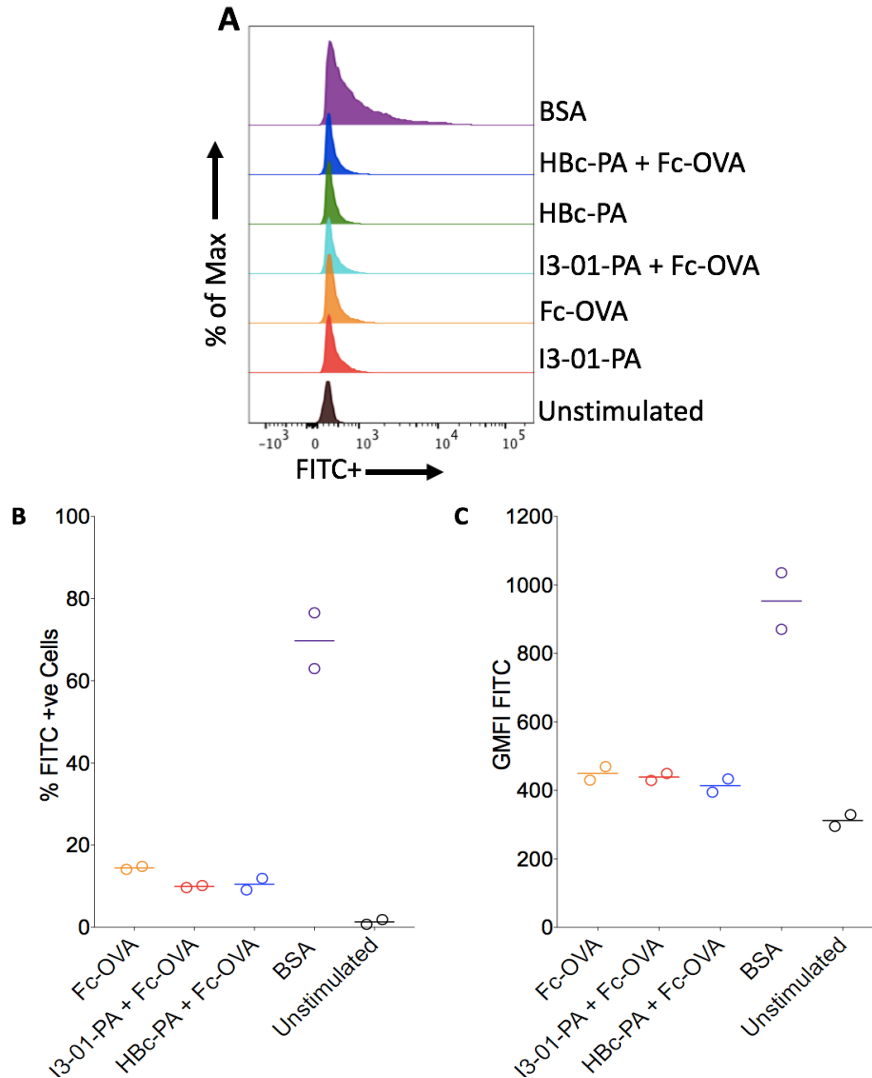 A
% of Max
BSA
HBc-PA + Fc-OVA
HBc-PA
I3-01-PA + Fc-OVA
Fc-OVA
I3-01-PA
Unstimulated
-10³ 0 10³ 10⁴ 10⁵
FITC+
B
% FITC +ve Cells
100
80
60
40
20
0
Fc-OVA
I3-01-PA + Fc-OVA
HBc-PA + Fc-OVA
BSA
Unstimulated
C
GMFI FITC
1200
1000
800
600
400
200
0
Fc-OVA
I3-01-PA + Fc-OVA
HBc-PA + Fc-OVA
BSA
Unstimulated